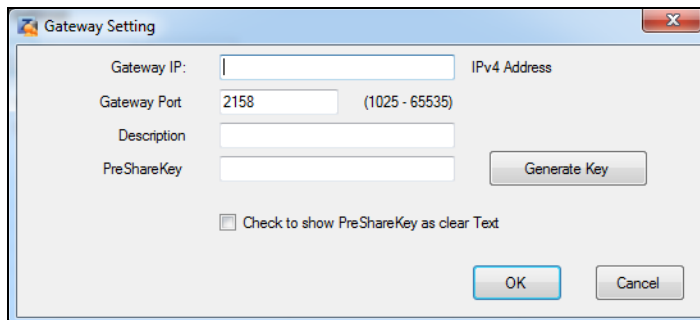 Gateway Setting
Gateway IP: IPv4 Address
Gateway Port 2158 (1025 - 65535)
Description
PreShareKey Generate Key
Check to show PreShareKey as clear Text
OK Cancel